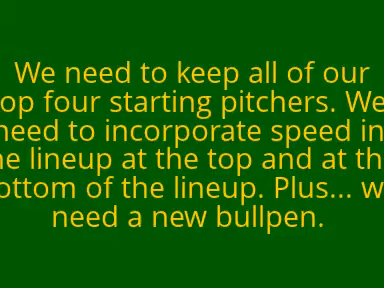 We need to keep all of our
op four starting pitchers. We
need to incorporate speed in
he lineup at the top and at th
ottom of the lineup. Plus... w
need a new bullpen.